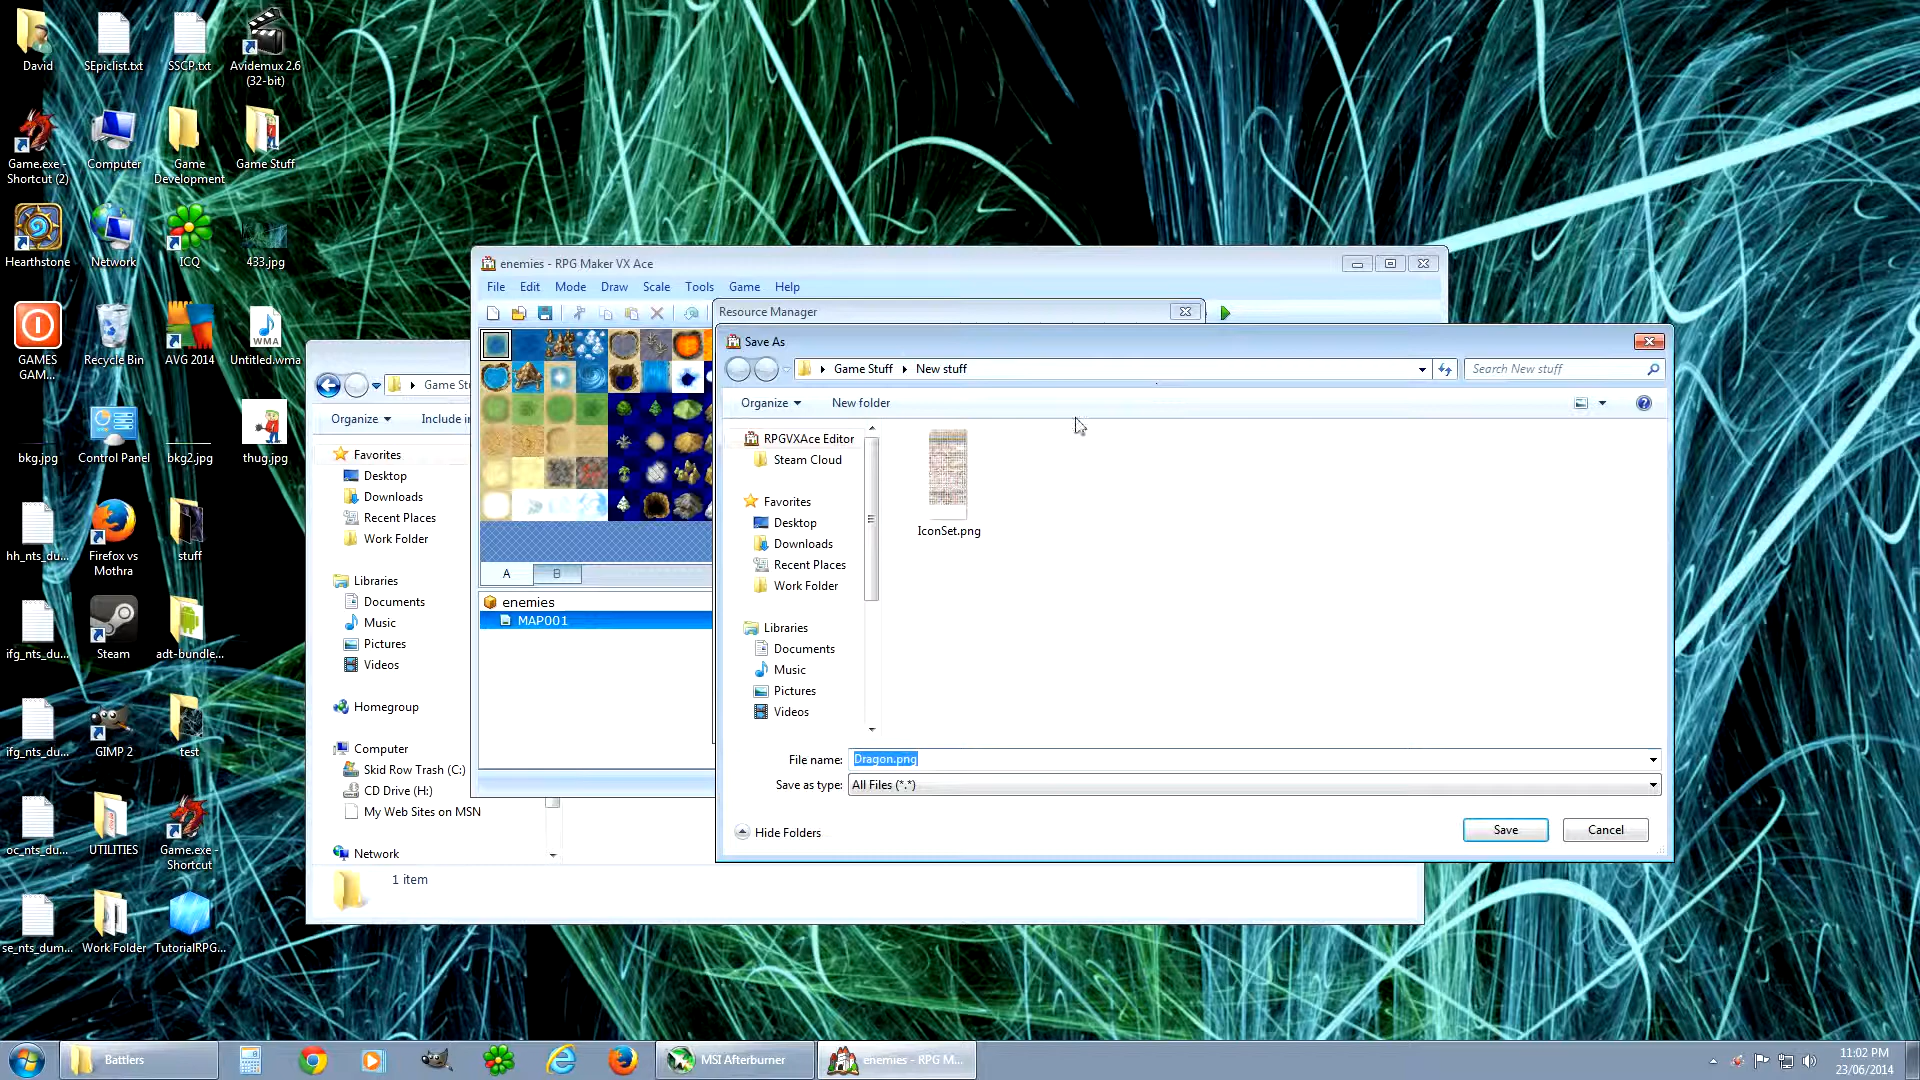 David
SEpiclist.txt
SSCP.txt
Avidemux 2.6
(32-bit)
Game.exe -
Shortcut (2)
Computer
Game
Development
Game Stuff
Hearthstone
Network
ICQ
433.jpg
GAMES
GAM...
Recycle Bin
AVG 2014
WMA
Untitled.wma
bkg.jpg
Control Panel
bkg2.jpg
thug.jpg
hh_nts_du...
Firefox vs
Mothra
stuff
ifg_nts_du...
Steam
adt-bundle...
ifg_nts_du...
GIMP 2
test
oc_nts_du...
UTILITIES
Game.exe -
Shortcut
se_nts_dum...
Work Folder
TutorialRPG...
Organize
Include in
Favorites
Desktop
Downloads
Recent Places
Work Folder
Libraries
Documents
Music
Pictures
Videos
Homegroup
Computer
Skid Row Trash (C:)
CD Drive (H:)
My Web Sites on MSN
Network
1 item
enemies - RPG Maker VX Ace
File Edit Mode Draw Scale Tools Game Help
A
B
enemies
MAP001
Resource Manager
Save As
Game Stuff
New stuff
Search New stuff
Organize
New folder
RPGVXAce Editor
Steam Cloud
Favorites
Desktop
Downloads
Recent Places
Work Folder
Libraries
Documents
Music
Pictures
Videos
IconSet.png
File name: Dragon.png
Save as type: All Files (*.*)
Hide Folders
Save
Cancel
Battlers
MSI Afterburner
enemies - RPG M...
11:02 PM
23/06/2014